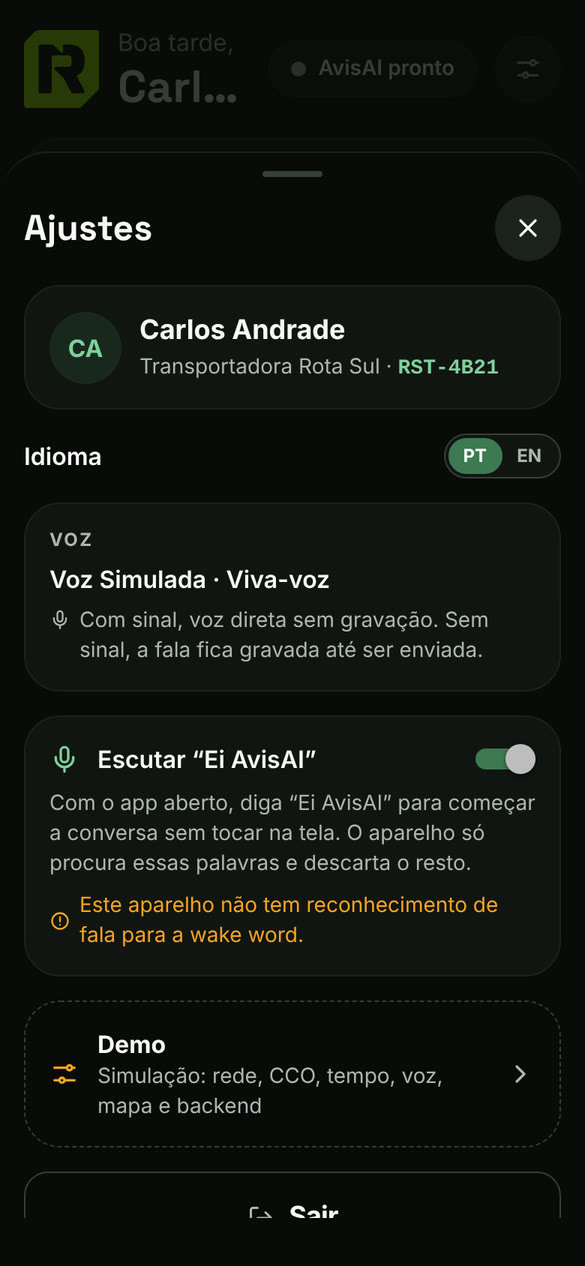 Boa tarde,
Carl...
AvisAI pronto
Ajustes
CA
Carlos Andrade
Transportadora Rota Sul · RST-4B21
Idioma
PT
EN
VOZ
Voz Simulada · Viva-voz
Com sinal, voz direta sem gravação. Sem
sinal, a fala fica gravada até ser enviada.
Escutar “Ei AvisAI”
Com o app aberto, diga “Ei AvisAI” para começar
a conversa sem tocar na tela. O aparelho só
procura essas palavras e descarta o resto.
Este aparelho não tem reconhecimento de
fala para a wake word.
Demo
Simulação: rede, CCO, tempo, voz,
mapa e backend
Sair